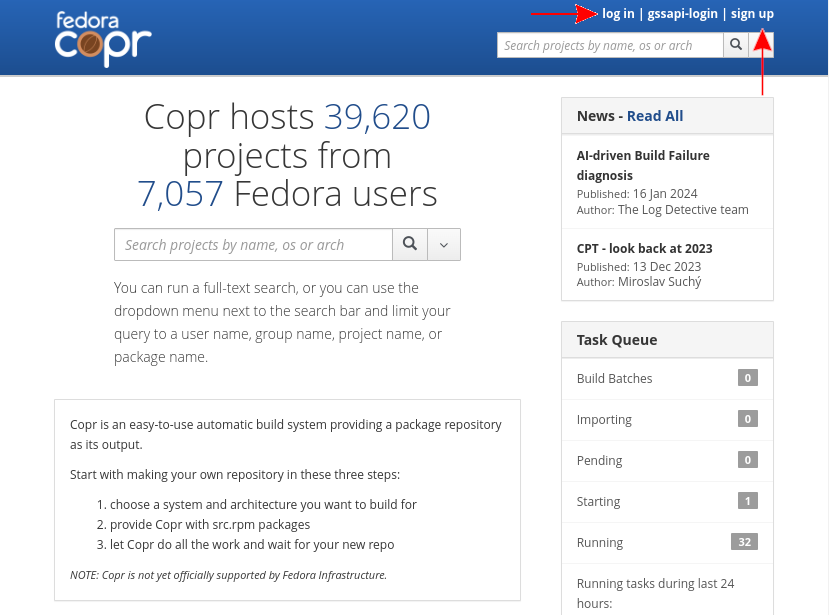 fedora
copr
log in | gssapi-login | sign up
Search projects by name, os or arch
Copr hosts 39,620
projects from
7,057 Fedora users
Search projects by name, os or arch
You can run a full-text search, or you can use the
dropdown menu next to the search bar and limit your
query to a user name, group name, project name, or
package name.
Copr is an easy-to-use automatic build system providing a package repository
as its output.
Start with making your own repository in these three steps:
1. choose a system and architecture you want to build for
2. provide Copr with src.rpm packages
3. let Copr do all the work and wait for your new repo
NOTE: Copr is not yet officially supported by Fedora Infrastructure.
News - Read All
AI-driven Build Failure
diagnosis
Published: 16 Jan 2024
Author: The Log Detective team
CPT - look back at 2023
Published: 13 Dec 2023
Author: Miroslav Suchý
Task Queue
Build Batches 0
Importing 0
Pending 0
Starting 1
Running 32
Running tasks during last 24
hours: